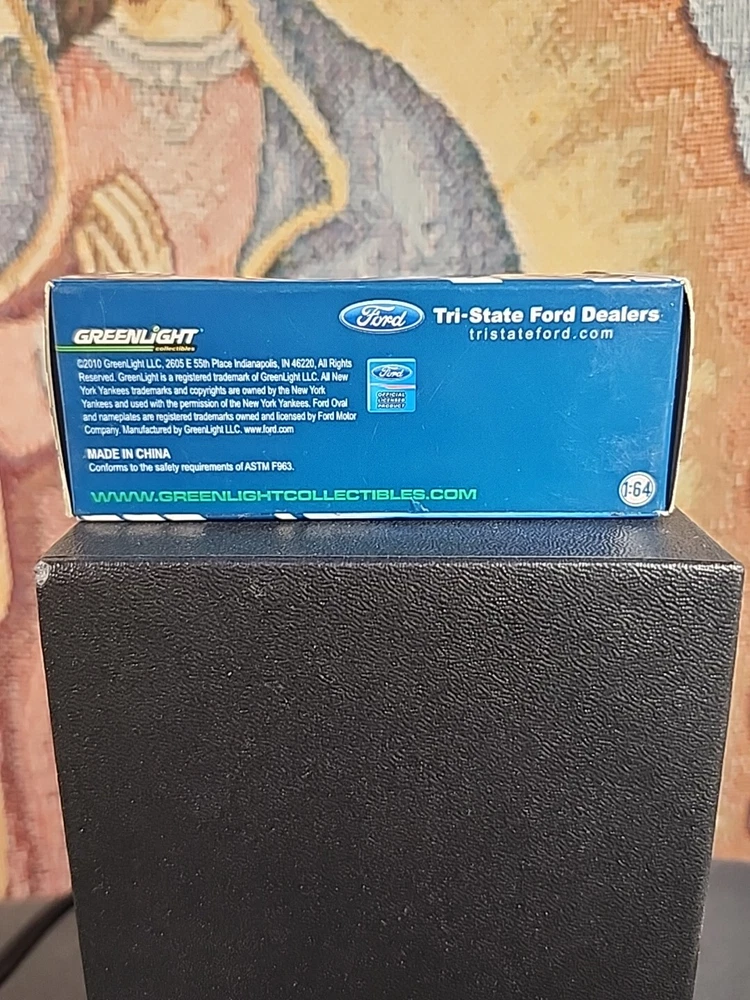 Ford Tri-State Ford Dealers
tristateford.com
GREENLiGHT
collectibles
©2010 GreenLight LLC, 2605 E 55th Place Indianapolis, IN 46220, All Rights
Reserved. GreenLight is a registered trademark of GreenLight LLC. All New
York Yankees trademarks and copyrights are owned by the New York
Yankees and used with the permission of the New York Yankees. Ford Oval
and nameplates are registered trademarks owned and licensed by Ford Motor
Company. Manufactured by GreenLight LLC. www.ford.com
Ford
OFFICIAL
LICENSED
PRODUCT
MADE IN CHINA
Conforms to the safety requirements of ASTM F963.
WWW.GREENLIGHTCOLLECTIBLES.COM
1:64